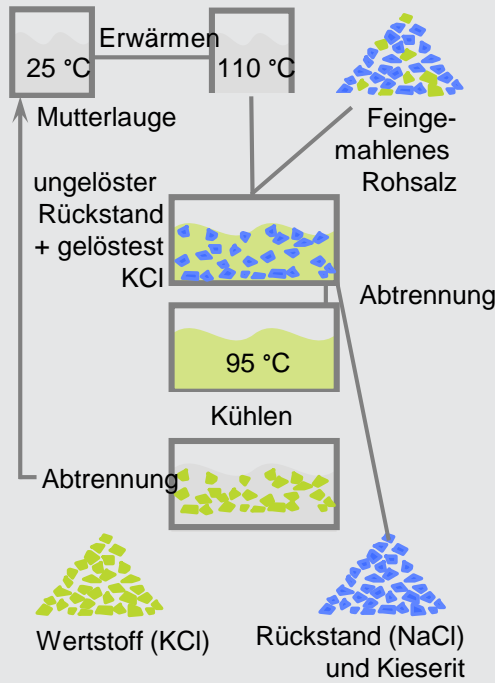 Erwärmen
25 °C
110 °C
Mutterlauge
Feinge-
mahlenes
Rohsalz
ungelöster
Rückstand
+ gelöstest
KCl
Abtrennung
95 °C
Kühlen
Abtrennung
Wertstoff (KCl)
Rückstand (NaCl)
und Kieserit